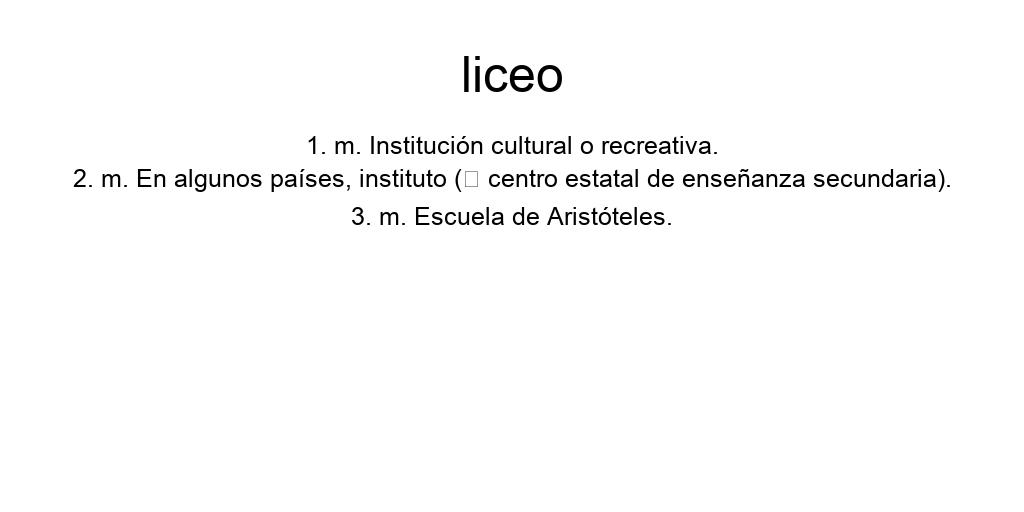 liceo
1. m. Institución cultural o recreativa.
2. m. En algunos países, instituto (□ centro estatal de enseñanza secundaria).
3. m. Escuela de Aristóteles.